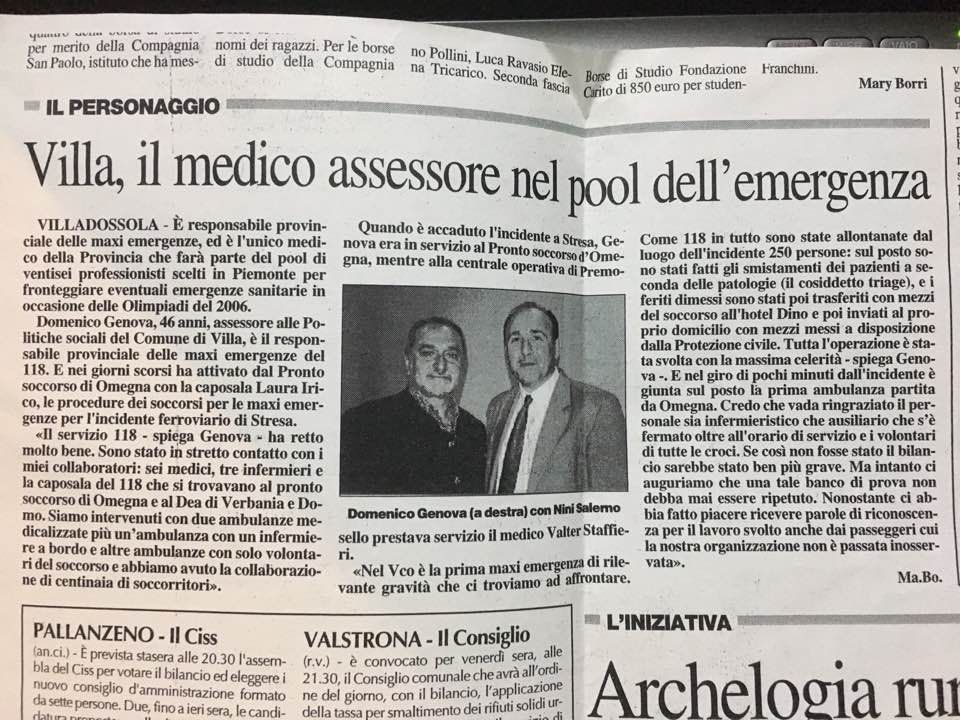 per merito della Compagnia
San Paolo, istituto che ha mes-
nomi dei ragazzi. Per le borse
di studio della Compagnia
no Pollini, Luca Ravasio Ele-
na Tricarico. Seconda fascia
Borse di Studio Fondazione
Carito di 850 euro per studen-
Franchini.
Mary Borri
IL PERSONAGGIO
Villa, il medico assessore nel pool dell'emergenza
VILLADOSSOLA - È responsabile provin-
ciale delle maxi emergenze, ed è l'unico medi-
co della Provincia che farà parte del pool di
ventisei professionisti scelti in Piemonte per
fronteggiare eventuali emergenze sanitarie in
occasione delle Olimpiadi del 2006.
Domenico Genova, 46 anni, assessore alle Po-
litiche sociali del Comune di Villa, è il respon-
sabile provinciale delle maxi emergenze del
118. E nei giorni scorsi ha attivato dal Pronto
soccorso di Omegna con la caposala Laura Iri-
co, le procedure dei soccorsi per le maxi emer-
genze per l'incidente ferroviario di Stresa.
«Il servizio 118 - spiega Genova - ha retto
molto bene. Sono stato in stretto contatto con i
miei collaboratori: sei medici, tre infermieri e
la caposala del 118 che si trovavano al pronto
soccorso di Omegna e al Dea di Verbania e Do-
mo. Siamo intervenuti con due ambulanze me-
dicalizzate più un'ambulanza con un infermie-
re a bordo e altre ambulanze con solo volonta-
ri del soccorso e abbiamo avuto la collaborazio-
ne di centinaia di soccorritori».
Quando è accaduto l'incidente a Stresa, Ge-
nova era in servizio al Pronto soccorso d'Ome-
gna, mentre alla centrale operativa di Premo-
Domenico Genova (a destra) con Nini Salerno
sello prestava servizio il medico Valter Staffie-
ri.
«Nel Vco è la prima maxi emergenza di rile-
vante gravità che ci troviamo ad affrontare.
Come 118 in tutto sono state allontanate dal
luogo dell'incidente 250 persone: sul posto so-
no stati fatti gli smistamenti dei pazienti a se-
conda delle patologie (il cosiddetto triage), e i
feriti dimessi sono stati poi trasferiti con mezzi
del soccorso all'hotel Dino e poi inviati al pro-
prio domicilio con mezzi messi a disposizione
dalla Protezione civile. Tutta l'operazione è sta-
ta svolta con la massima celerità - spiega Geno-
va -. E nel giro di pochi minuti dall'incidente è
giunta sul posto la prima ambulanza partita
da Omegna. Credo che vada ringraziato il per-
sonale sia infermieristico che ausiliario che s'è
fermato oltre all'orario di servizio e i volontari
di tutte le croci. Se così non fosse stato il bilan-
cio sarebbe stato ben più grave. Ma intanto ci
auguriamo che una tale banco di prova non
debba mai essere ripetuto. Nonostante ci ab-
bia fatto piacere ricevere parole di riconoscen-
za per il lavoro svolto anche dai passeggeri cui
la nostra organizzazione non è passata inosser-
vata».
Ma.Bo.
PALLANZENO - Il Ciss
(an.ci.) - È prevista stasera alle 20.30 l'assem-
blea del Ciss per votare il bilancio ed eleggere i
nuovo consiglio d'amministrazione formato
da sette persone. Due, fino a ieri sera, le candi-
VALSTRONA - Il Consiglio
(r.v.) - è convocato per venerdì sera, alle
21.30, il Consiglio comunale che avrà all'ordi-
ne del giorno, con il bilancio, l'applicazione
della tassa per smaltimento dei rifiuti solidi ur-
L'INIZIATIVA
Archelogia